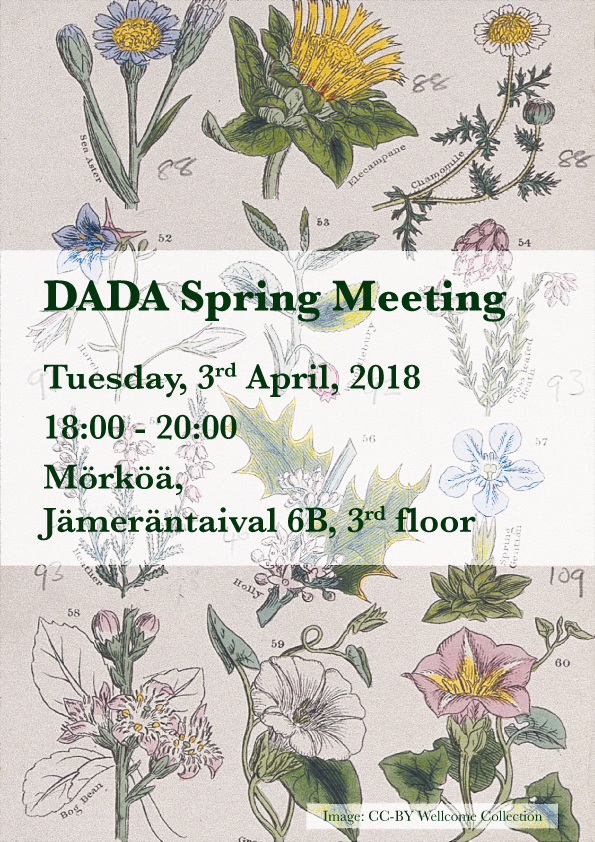 88
Sea Aster
88
Elecampane
Chamomile
88
52
53
54
DADA Spring Meeting
Tuesday, 3rd April, 2018
93
18:00 - 20:00
56
57
Mörköä,
Jämeräntaival 6B, 3rd floor
Heather
93
Holly
Spring
Gentian
109
58
59
60
Bog Bean
Image: CC-BY Wellcome Collection